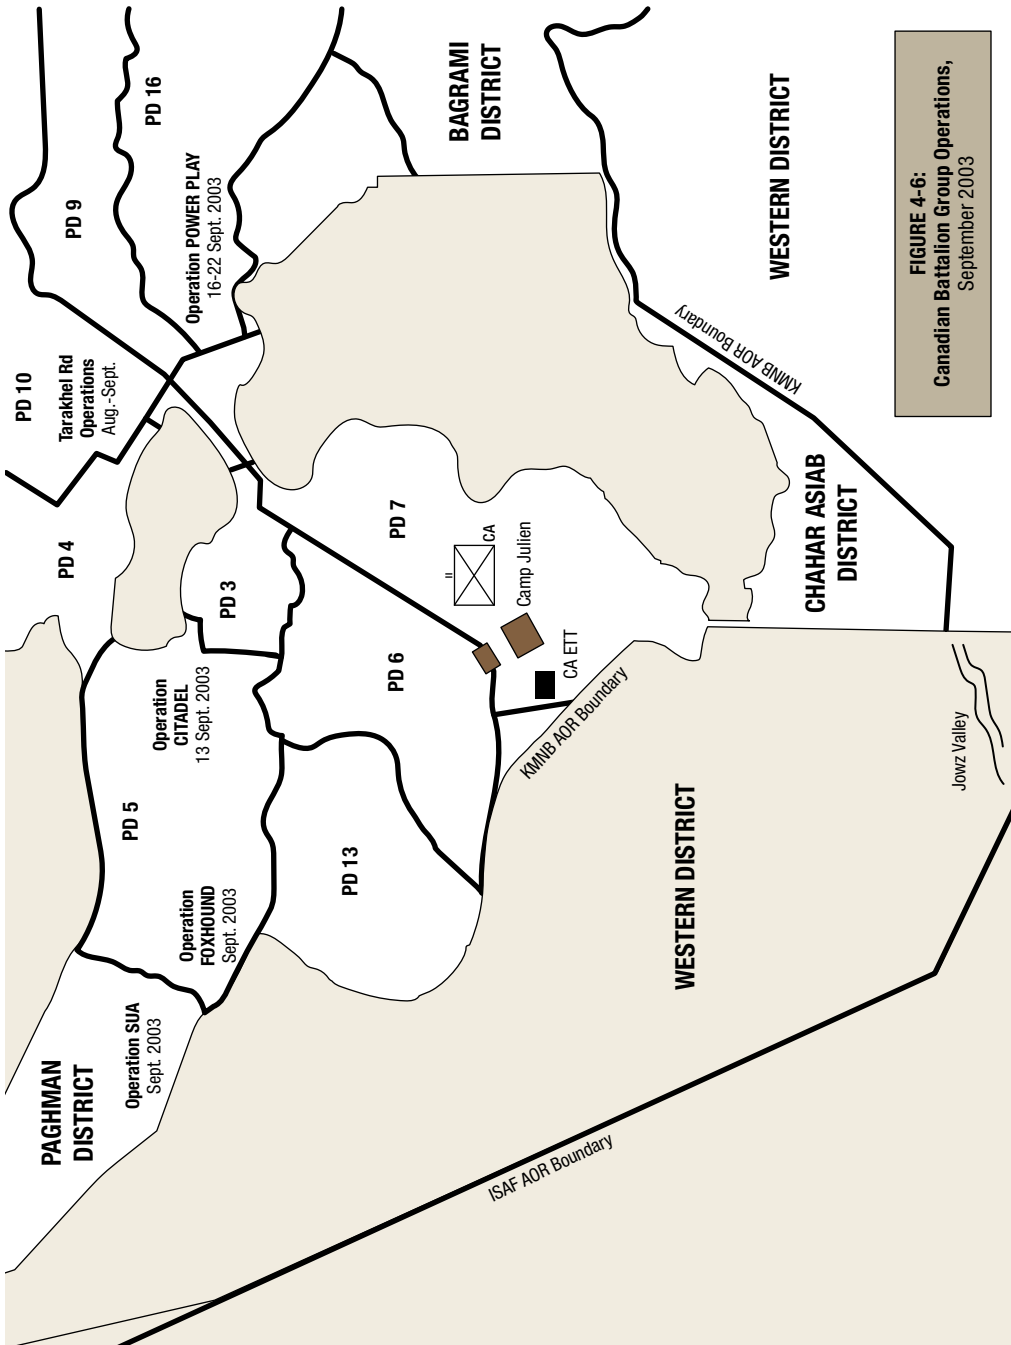 PAGHMAN
DISTRICT
Operation SUA
Sept. 2003
PD 5
Operation
FOXHOUND
Sept. 2003
Operation
CITADEL
13 Sept. 2003
PD 4
PD 10
Tarakhel Rd
Operations
Aug.-Sept.
PD 9
PD 16
Operation POWER PLAY
16-22 Sept. 2003
PD 3
PD 13
PD 6
PD 7
BAGRAMI
DISTRICT
II
CA
Camp Julien
CA ETT
KMNB AOR Boundary
ISAF AOR Boundary
WESTERN DISTRICT
KMNB AOR Boundary
WESTERN DISTRICT
CHAHAR ASIAB
DISTRICT
Jowz Valley
FIGURE 4-6:
Canadian Battalion Group Operations,
September 2003